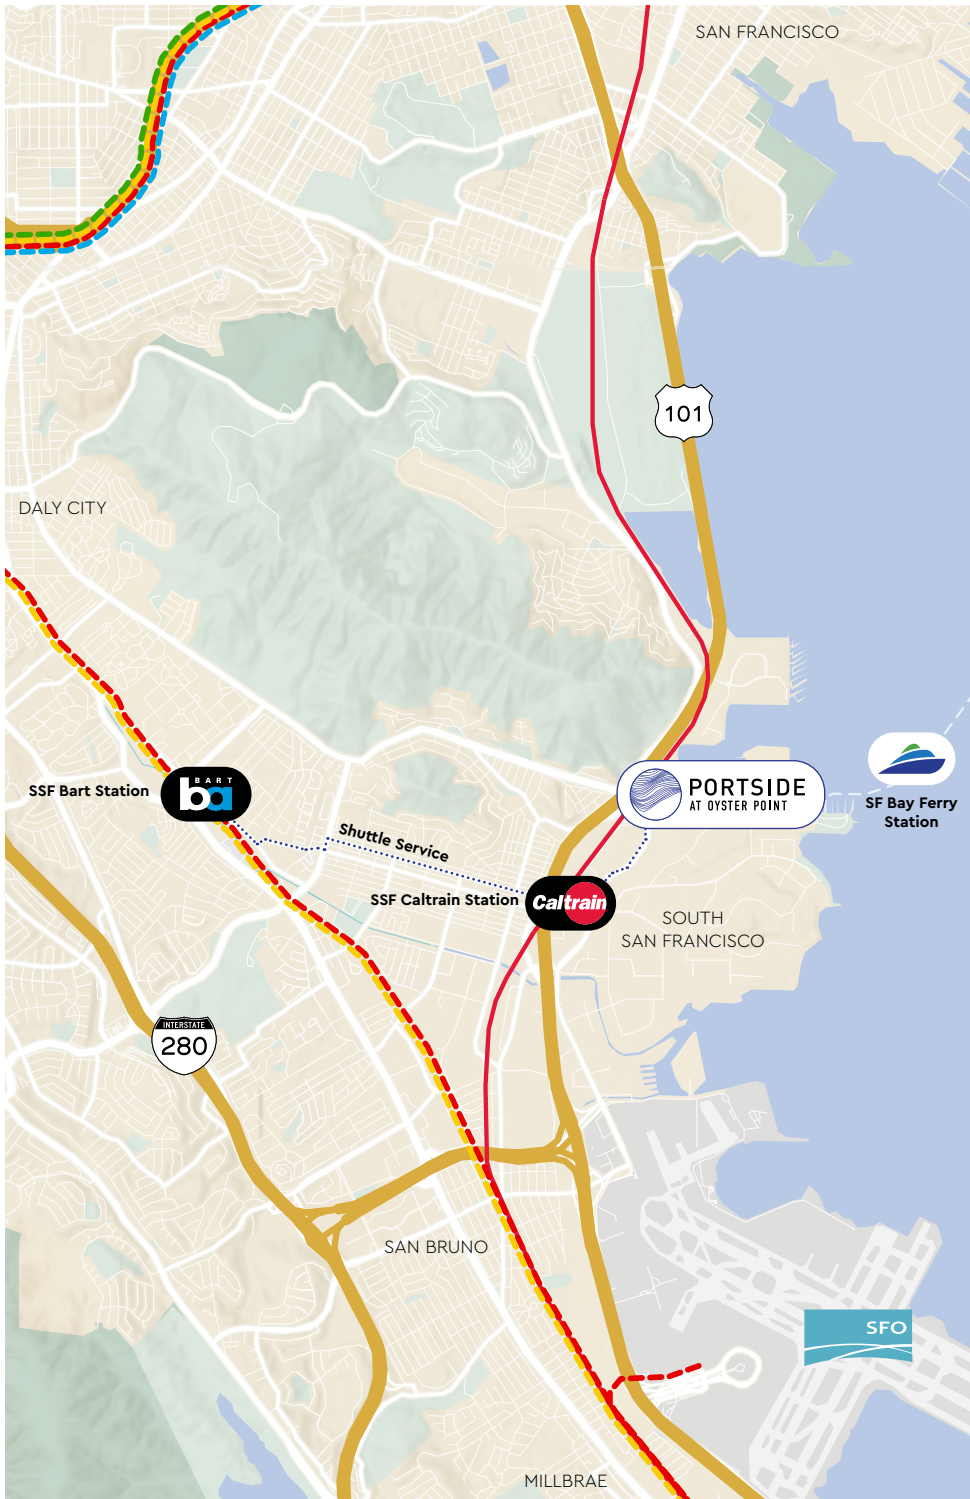 SAN FRANCISCO
101
DALY CITY
BART
ba
SSF Bart Station
PORTSIDE
AT OYSTER POINT
SF Bay Ferry
Station
Shuttle Service
SSF Caltrain Station
Caltrain
SOUTH
SAN FRANCISCO
INTERSTATE
280
SAN BRUNO
SFO
MILLBRAE